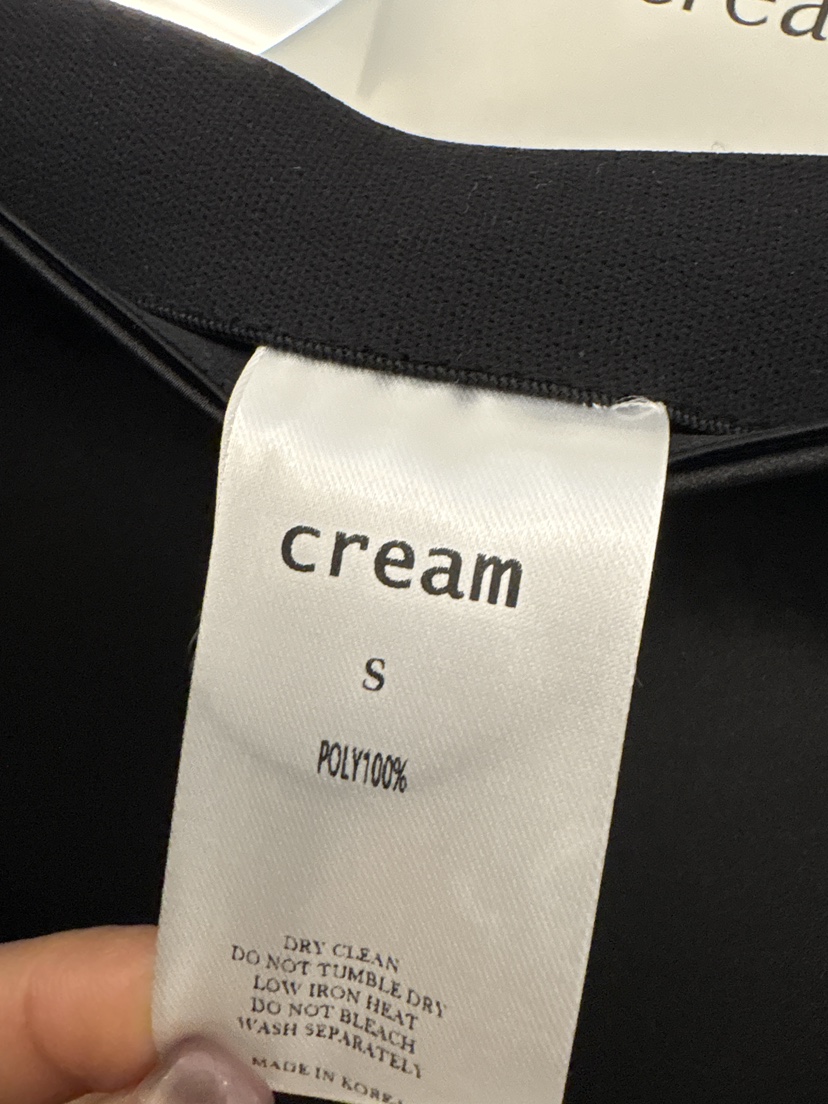 crea
cream
S
POLY100%
DRY CLEAN
DO NOT TUMBLE DRY
LOW IRON HEAT
DO NOT BLEACH
WASH SEPARATELY
MADE IN KOREA